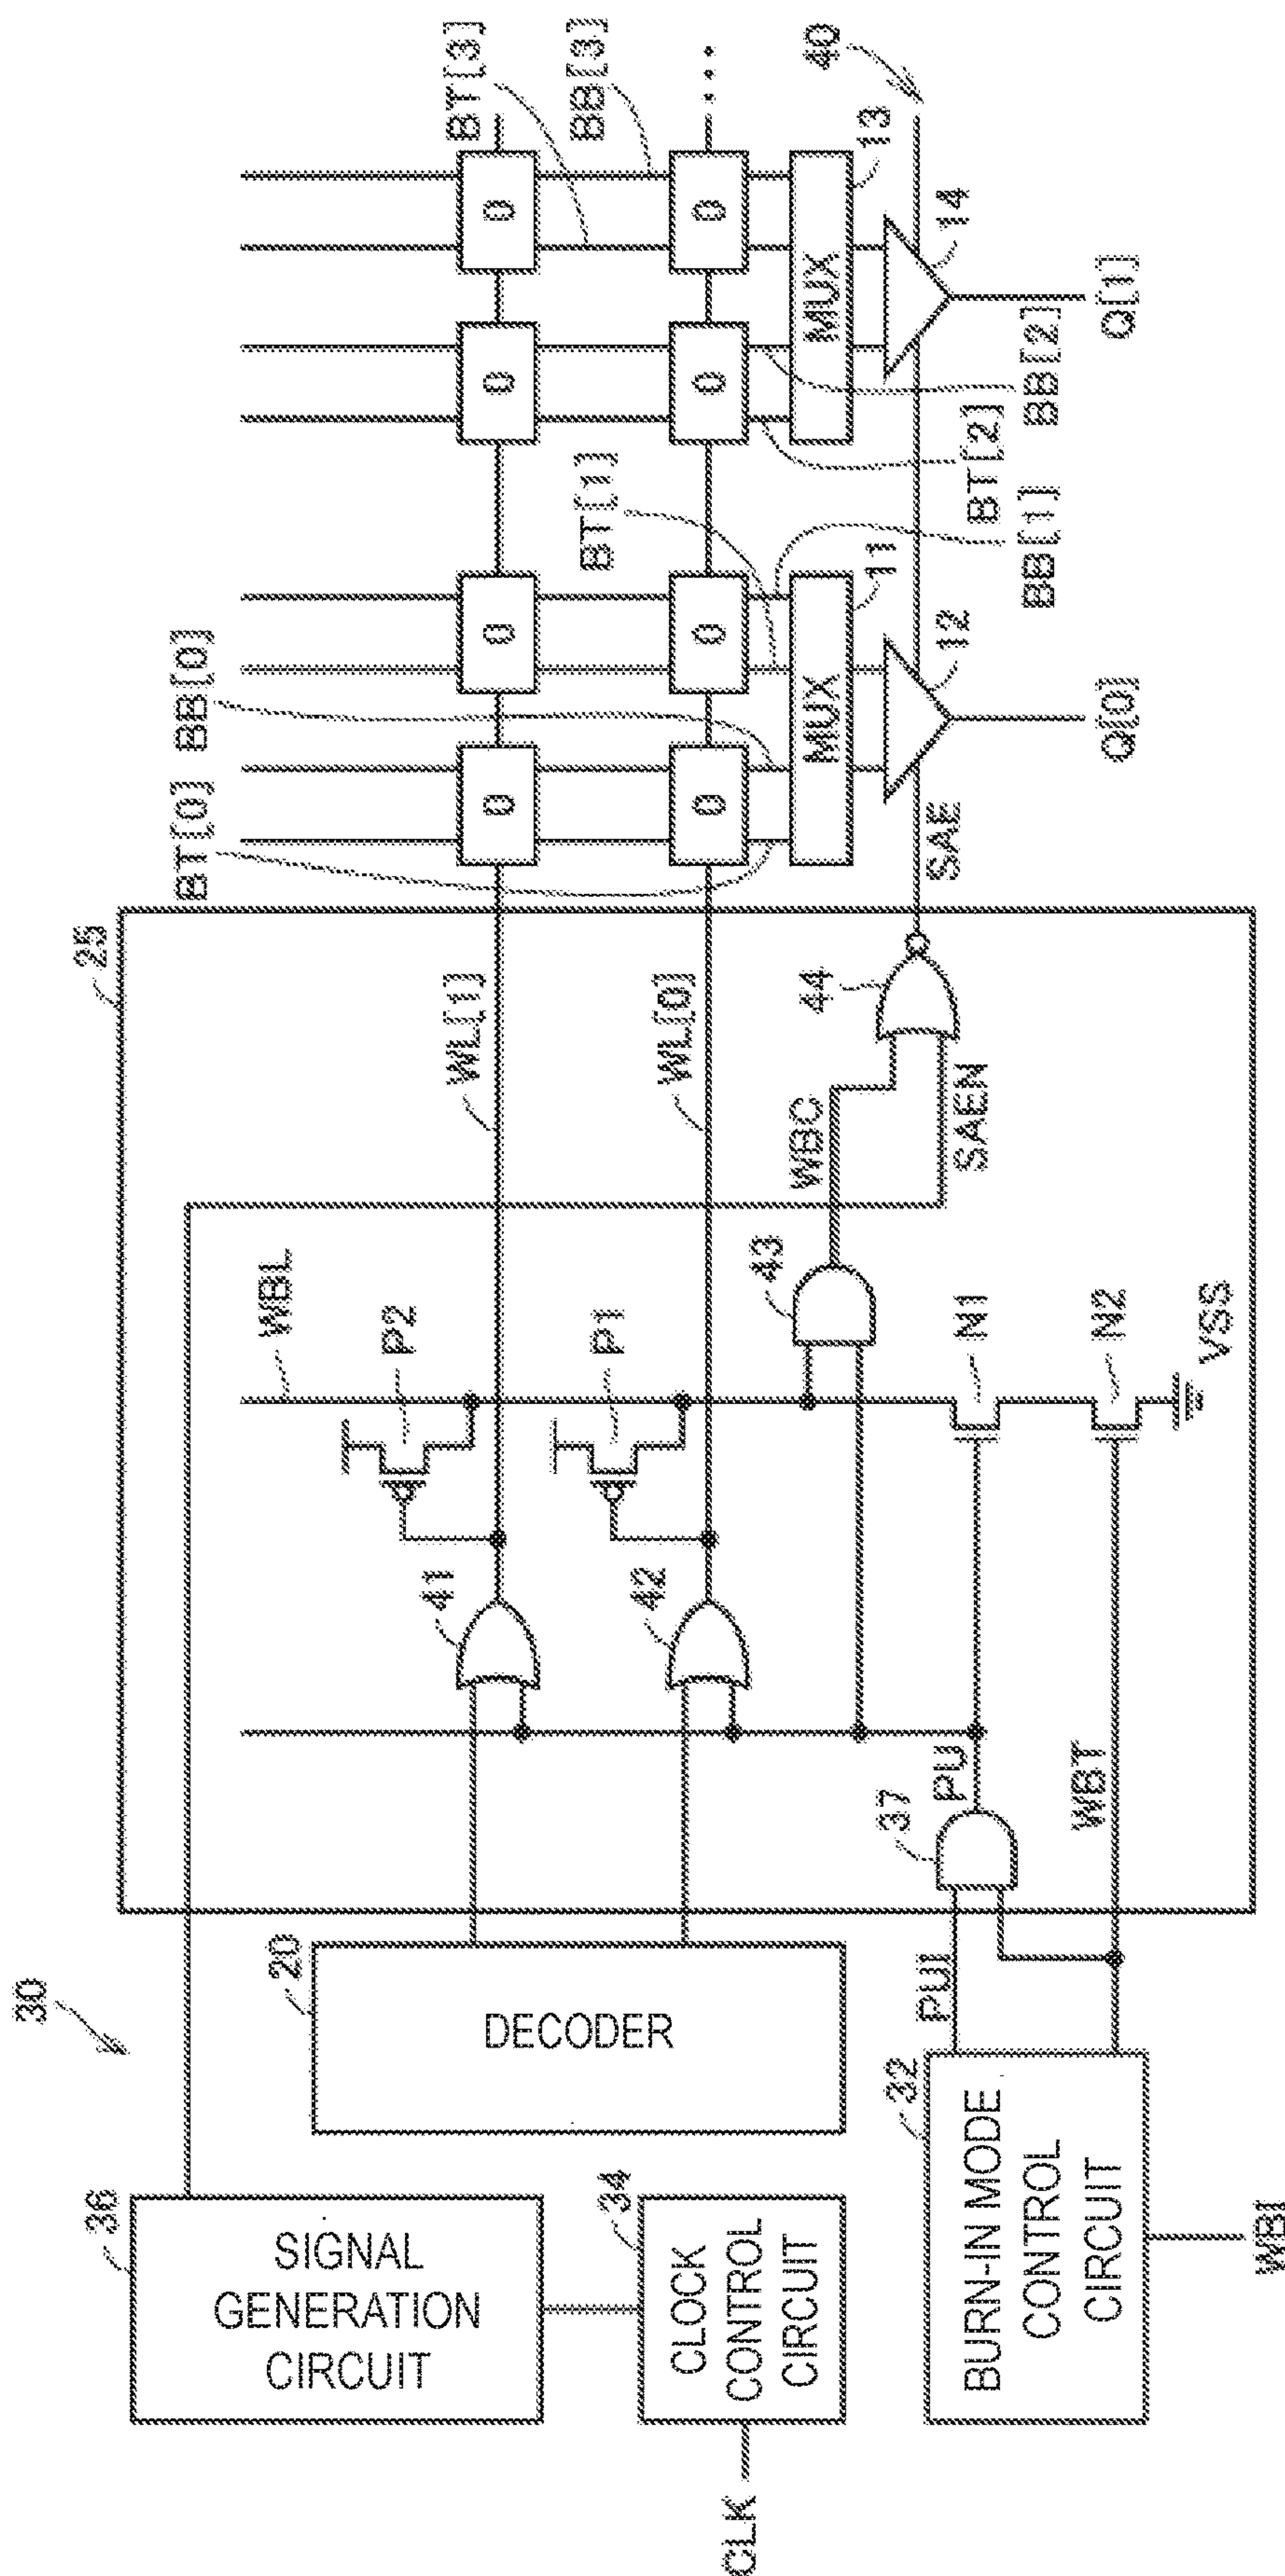 30
36
SIGNAL
GENERATION
CIRCUIT
34
CLOCK
CONTROL
CIRCUIT
CLK
20
DECODER
32
BURN-IN MODE
CONTROL
CIRCUIT
WBI
PUI
WBT
25
37
PU
41
42
P2
P1
WBL
43
N1
N2
VSS
WBC
SAEN
44
WL[1]
WL[0]
SAE
BT[0]
BB[0]
BT[1]
BB[1]
BT[2]
BB[2]
BT[3]
BB[3]
0
0
0
0
0
0
0
0
...
MUX
11
MUX
13
12
14
40
Q[0]
Q[1]